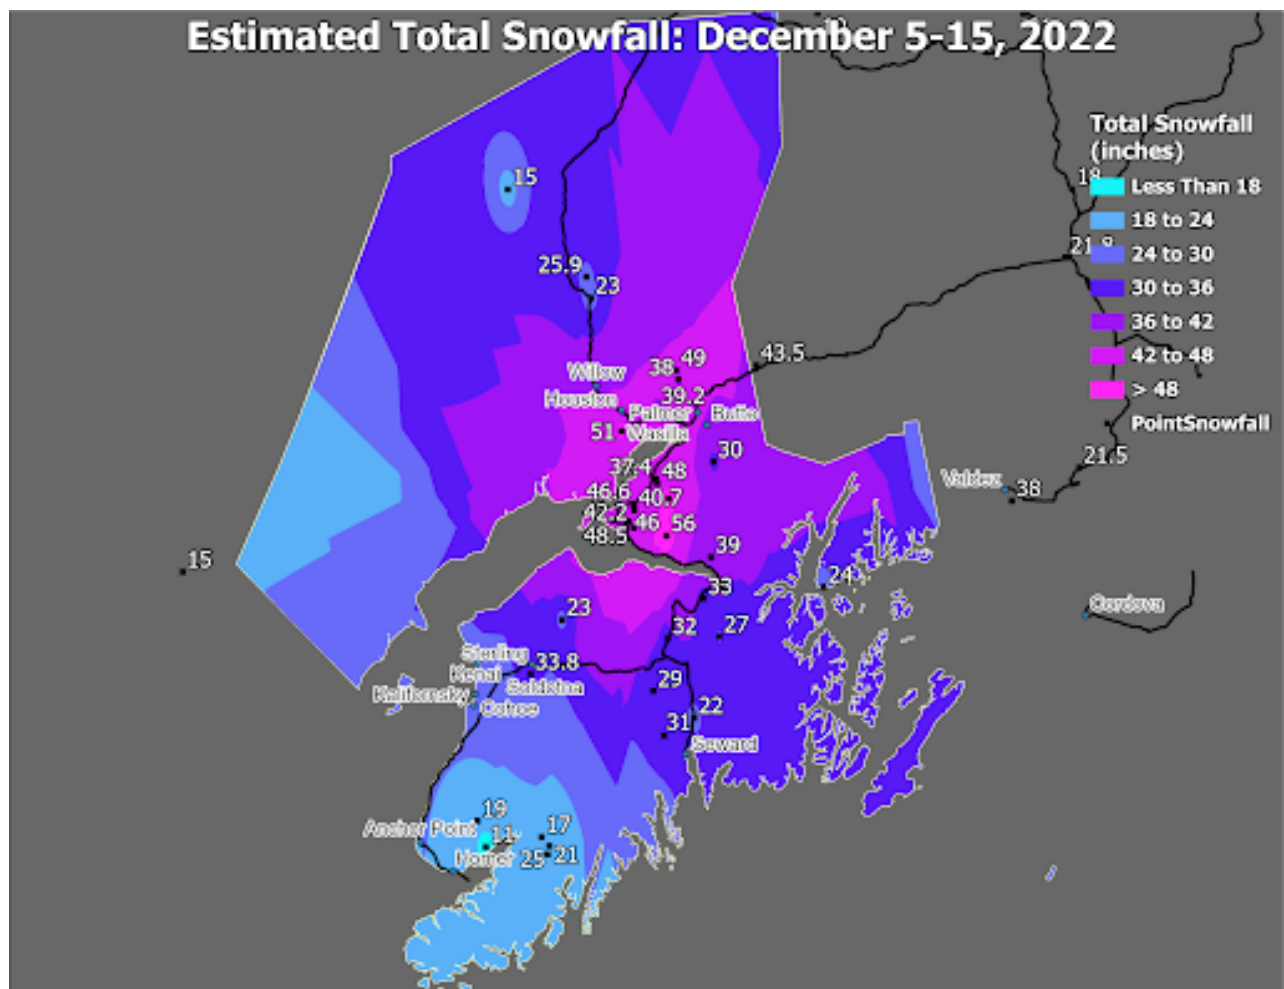 Estimated Total Snowfall: December 5-15, 2022
Total Snowfall
(inches)
18
Less Than 18
15
18 to 24
21.8
24 to 30
25.9
23
30 to 36
36 to 42
43.5
42 to 48
38
49
Willow
> 48
39.2
Houston
Palmer
Butte
PointSnowfall
51
Wasilla
30
21.5
37.4
48
Valdez
38
46.6
40.7
42.2
46
56
48.5
39
15
24
33
23
Cordova
32
27
Sterling
33.8
Kenai
Soldotna
29
Kalifornsky
Cohoe
22
31
Seward
19
Anchor Point
11
17
Homer
25
21